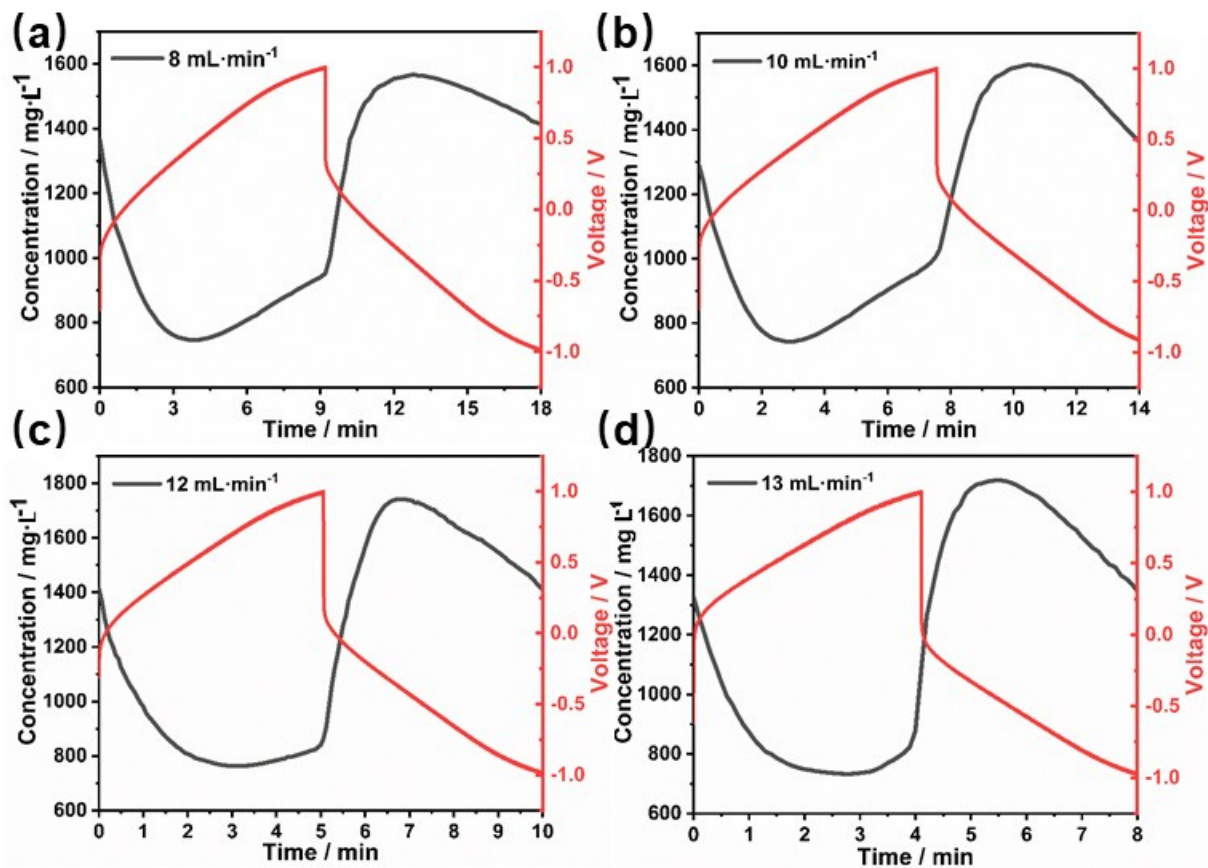 (a)
8 mL·min⁻¹
Concentration / mg·L⁻¹
1600
1400
1200
1000
800
600
0 3 6 9 12 15 18
Time / min
1.0
0.5
0.0
-0.5
-1.0
Voltage / V
(b)
10 mL·min⁻¹
Concentration / mg·L⁻¹
1600
1400
1200
1000
800
600
0 2 4 6 8 10 12 14
Time / min
1.0
0.5
0.0
-0.5
-1.0
Voltage / V
(c)
12 mL·min⁻¹
Concentration / mg·L⁻¹
1800
1600
1400
1200
1000
800
600
0 1 2 3 4 5 6 7 8 9 10
Time / min
1.0
0.5
0.0
-0.5
-1.0
Voltage / V
(d)
13 mL·min⁻¹
Concentration / mg L⁻¹
1800
1600
1400
1200
1000
800
600
0 1 2 3 4 5 6 7 8
Time / min
1.0
0.5
0.0
-0.5
-1.0
Voltage / V